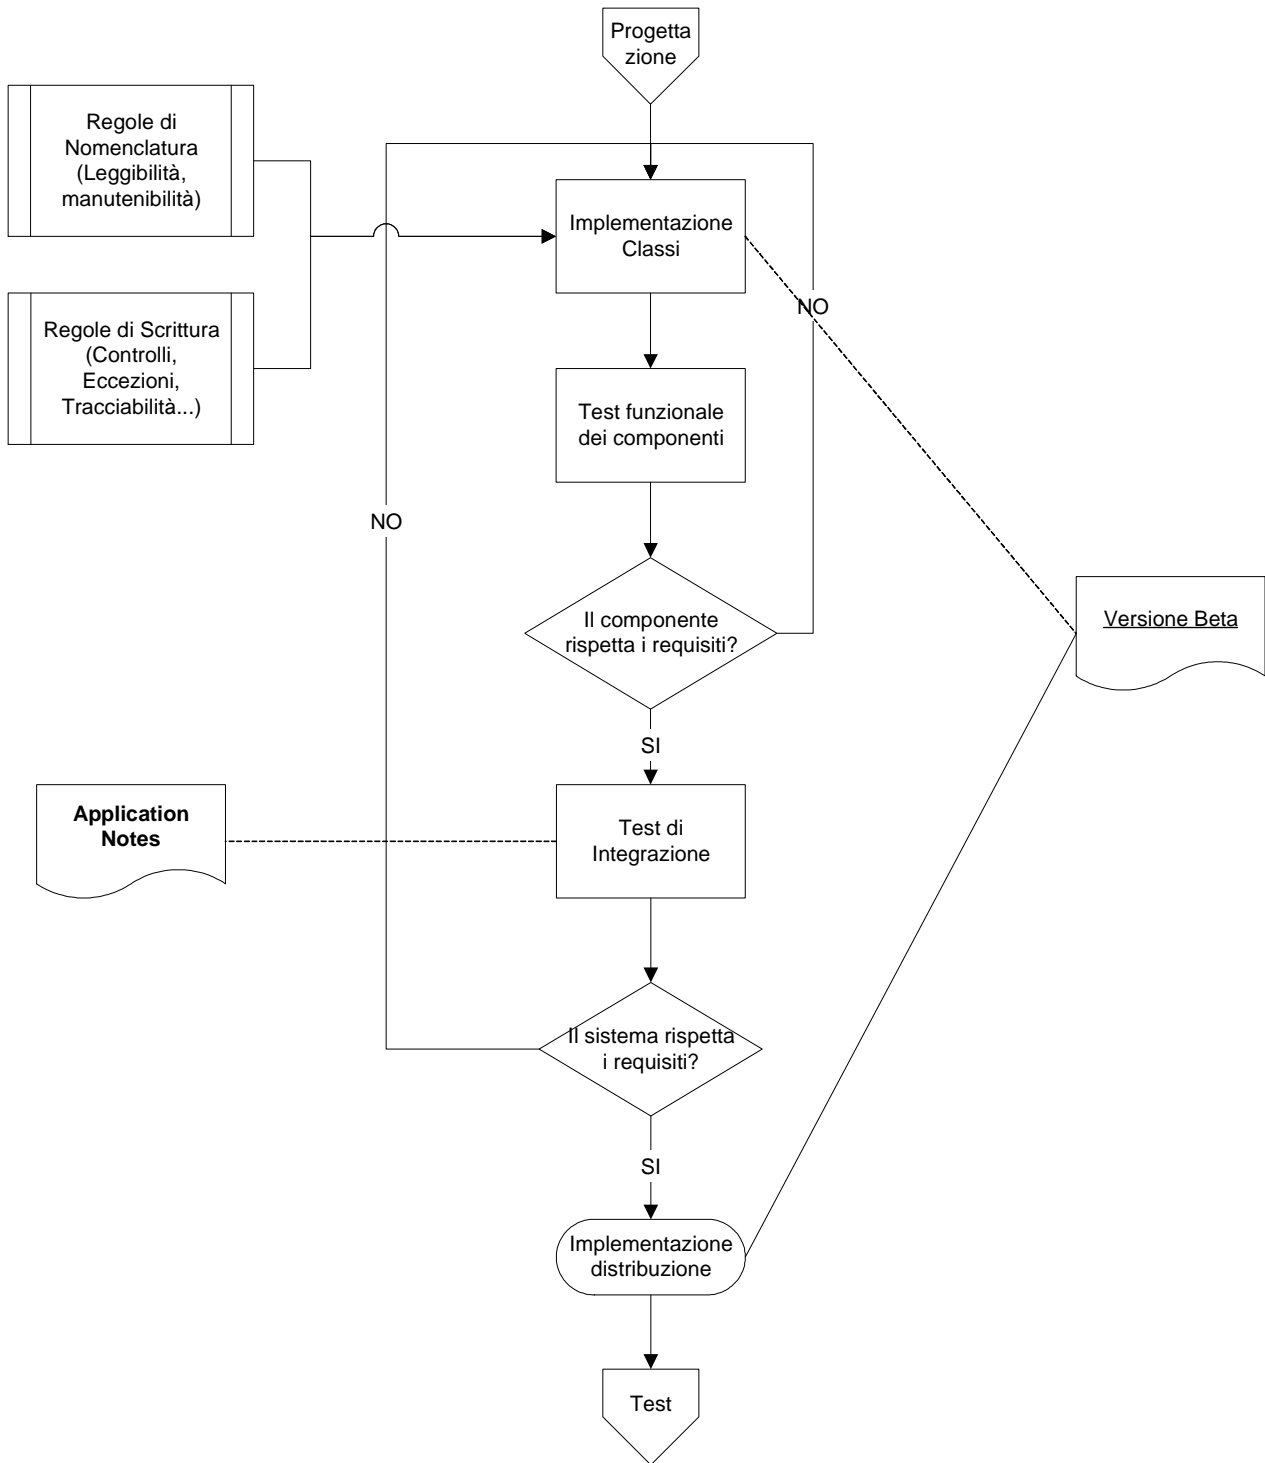 Progetta
zione
Regole di
Nomenclatura
(Leggibilità,
manutenibilità)
Implementazione
Classi
NO
Regole di Scrittura
(Controlli,
Eccezioni,
Tracciabilità...)
Test funzionale
dei componenti
NO
Il componente
rispetta i requisiti?
Versione Beta
SI
Application
Notes
Test di
Integrazione
Il sistema rispetta
i requisiti?
SI
Implementazione
distribuzione
Test